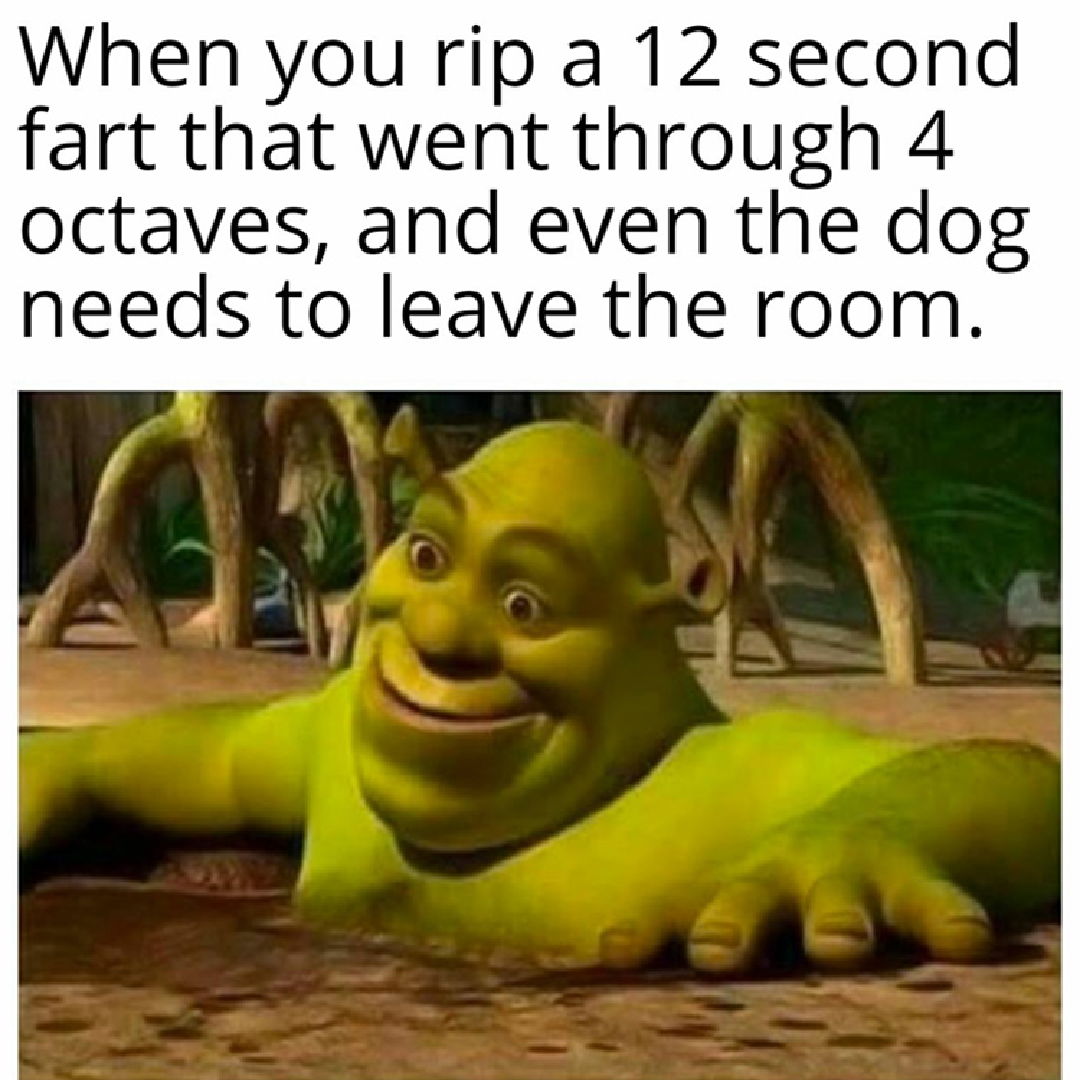 When you rip a 12 second
fart that went through 4
octaves, and even the dog
needs to leave the room.